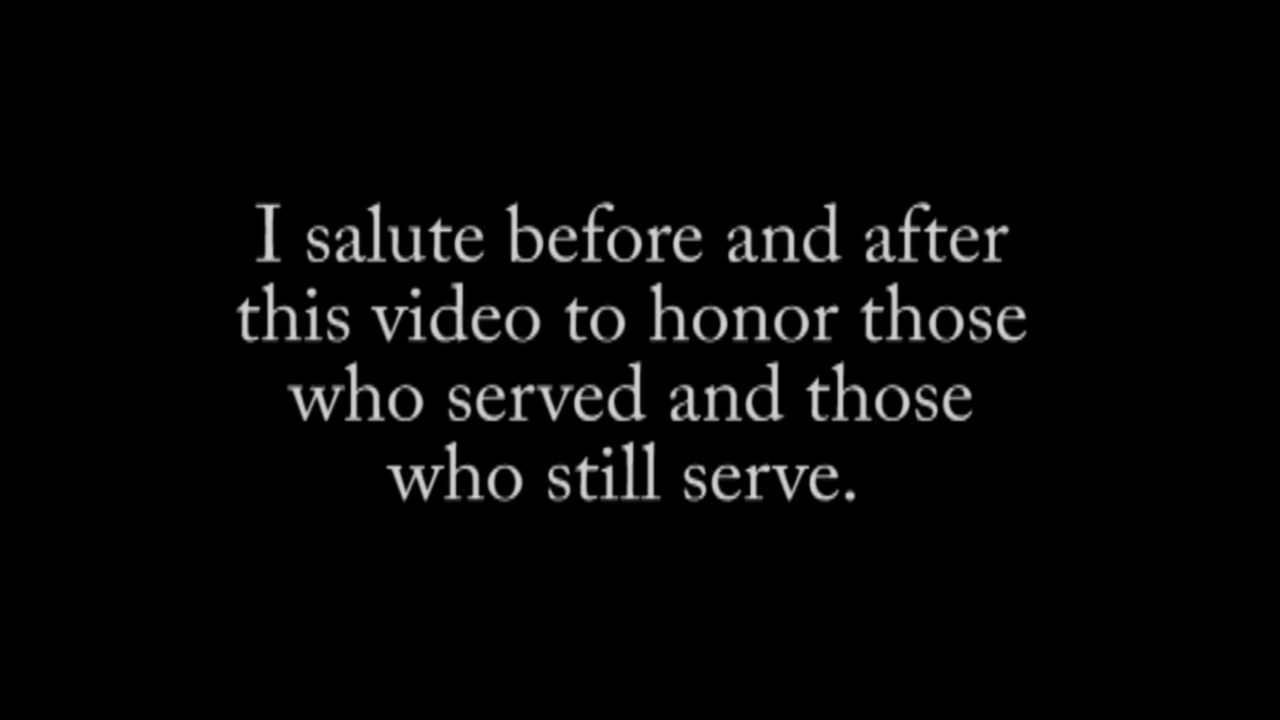 I salute before and after
this video to honor those
who served and those
who still serve.